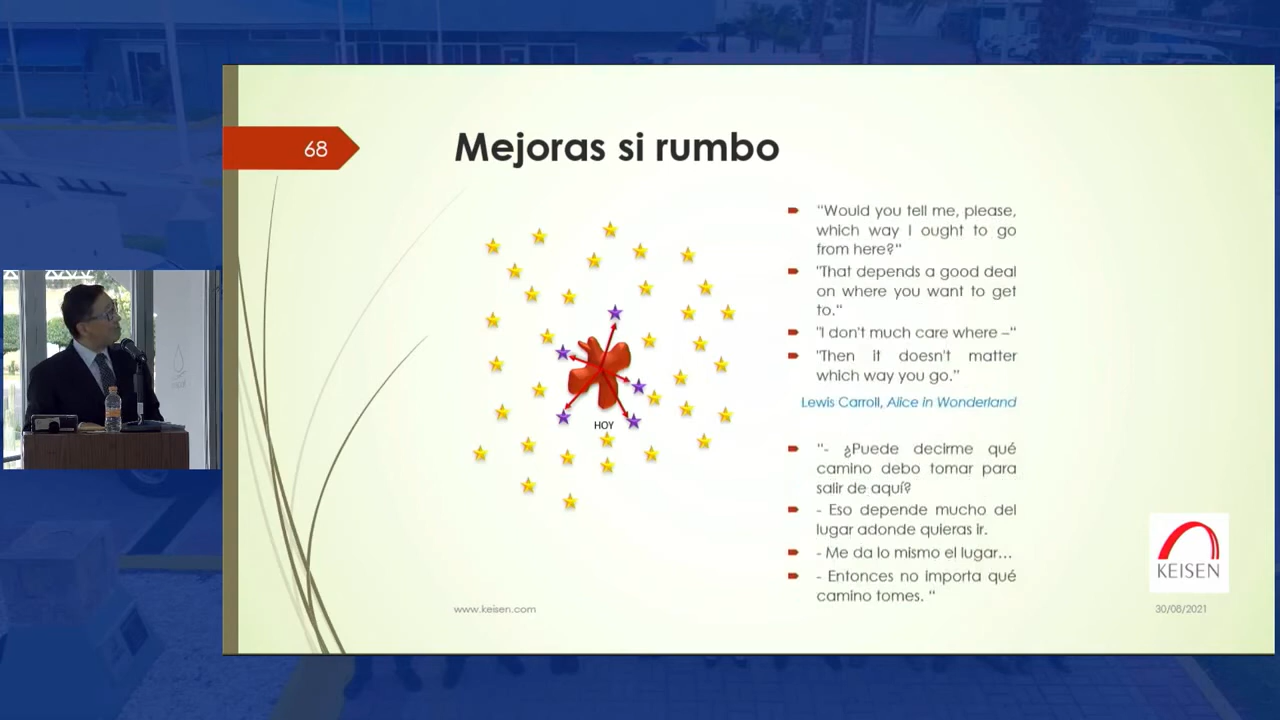 68
Mejoras si rumbo
“Would you tell me, please,
which way I ought to go
from here?“
"That depends a good deal
on where you want to get
to.“
"I don't much care where –“
"Then it doesn't matter
which way you go.”
Lewis Carroll, Alice in Wonderland
“- ¿Puede decirme qué
camino debo tomar para
salir de aquí?
- Eso depende mucho del
lugar adonde quieras ir.
- Me da lo mismo el lugar…
- Entonces no importa qué
camino tomes. “
HOY
KEISEN
www.keisen.com
30/08/2021